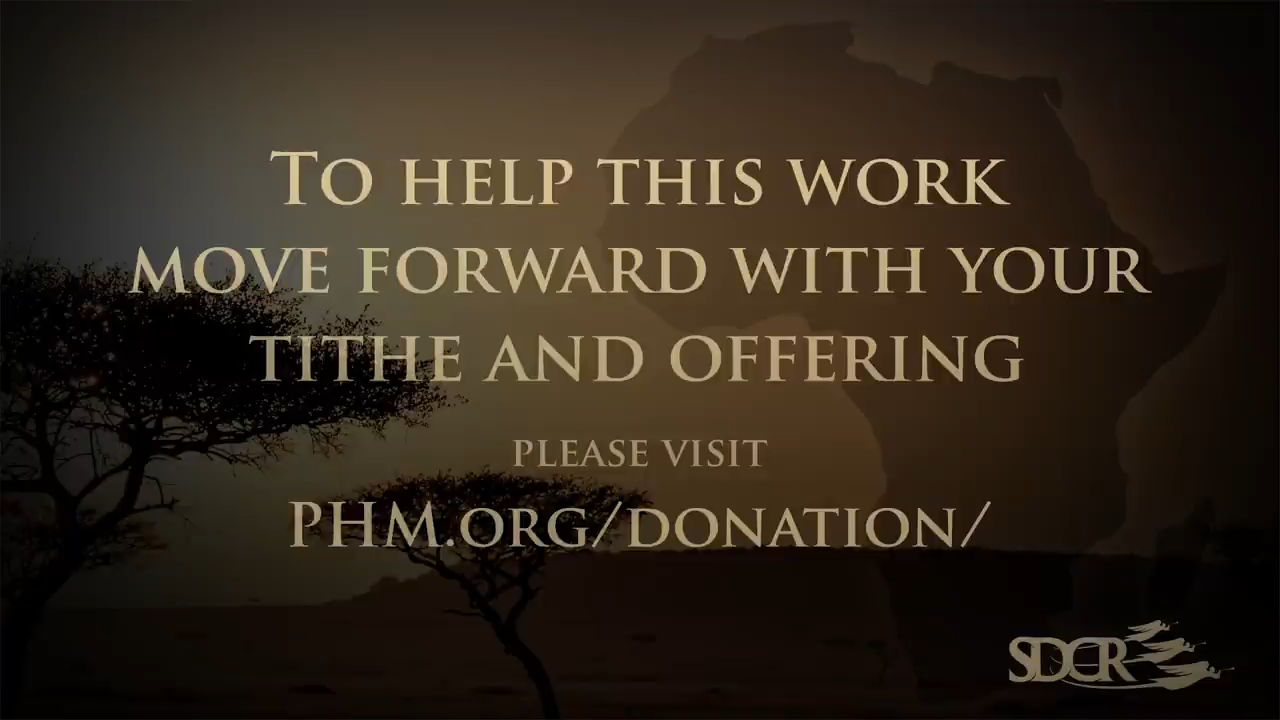 To help this work
move forward with your
tithe and offering
please visit
PHM.org/donation/
SDCR